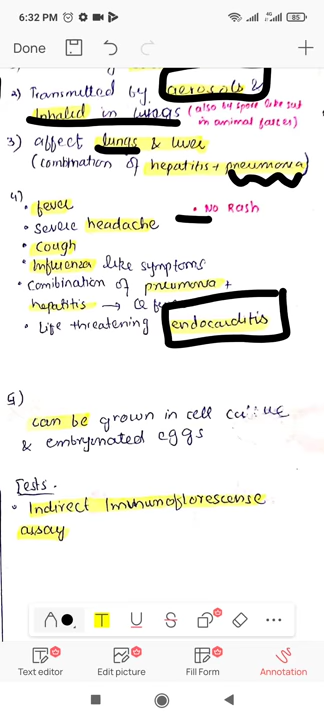 6:32 PM
85
Done
2) Transmitted by aerosols &
Inhaled in lungs (also by spore like
in animal faeces)
3) affect lungs & liver
(combination of hepatitis + pneumonia)
4)
• fever
• No Rash
• severe headache
• cough
• Influenza like symptoms
• combination of pneumonia +
hepatitis → Q
• life threatening endocarditis
5)
can be grown in cell
& embryonated eggs
Tests.
• Indirect Immunoflorescense
assay
A T U S
Text editor
Edit picture
Fill Form
Annotation